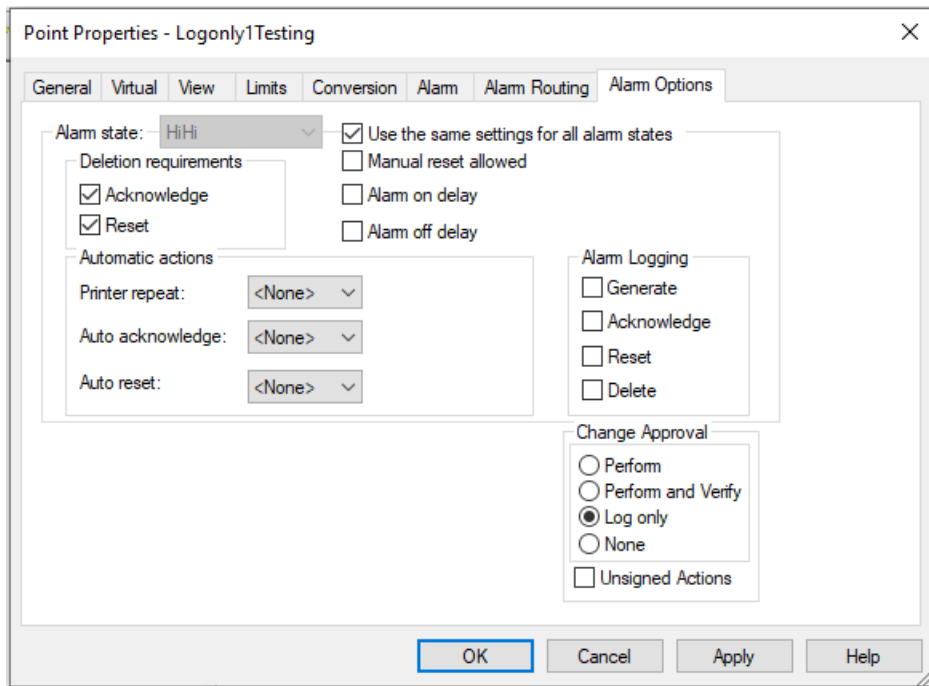 Point Properties - Logonly1Testing
General Virtual View Limits Conversion Alarm Alarm Routing Alarm Options
Alarm state: HiHi
Use the same settings for all alarm states
Deletion requirements
Manual reset allowed
Acknowledge
Alarm on delay
Reset
Alarm off delay
Automatic actions
Printer repeat: <None>
Auto acknowledge: <None>
Auto reset: <None>
Alarm Logging
Generate
Acknowledge
Reset
Delete
Change Approval
Perform
Perform and Verify
Log only
None
Unsigned Actions
OK Cancel Apply Help